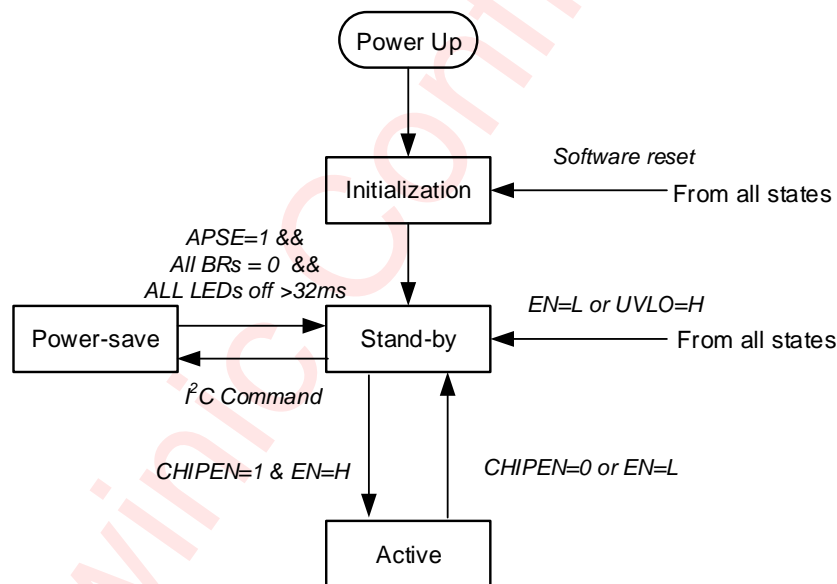 Power Up
Software reset
Initialization
From all states
APSE=1 &&
All BRs = 0 &&
ALL LEDs off >32ms
EN=L or UVLO=H
Power-save
Stand-by
From all states
I²C Command
CHIPEN=1 & EN=H
CHIPEN=0 or EN=L
Active